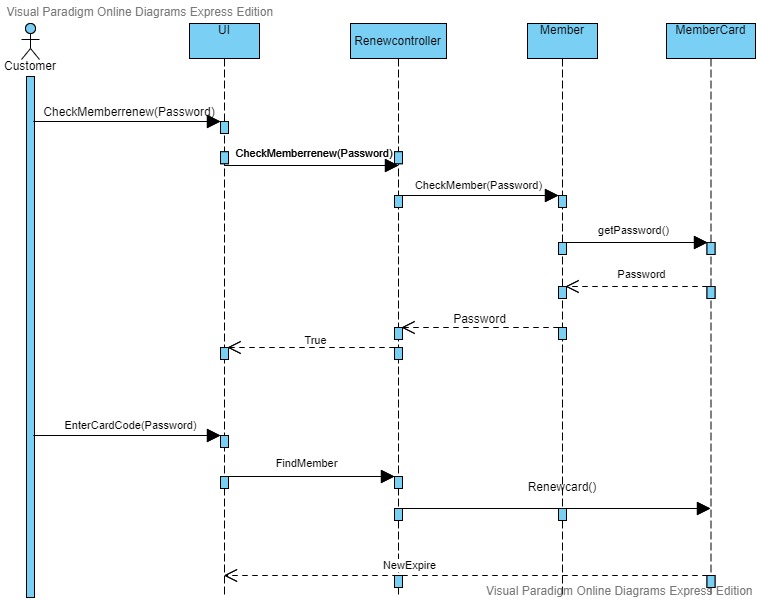 Visual Paradigm Online Diagrams Express Edition
UI
Renewcontroller
Member
MemberCard
Customer
CheckMemberrenew(Password)
CheckMemberrenew(Password)
CheckMember(Password)
getPassword()
Password
Password
True
EnterCardCode(Password)
FindMember
Renewcard()
NewExpire
Visual Paradigm Online Diagrams Express Edition